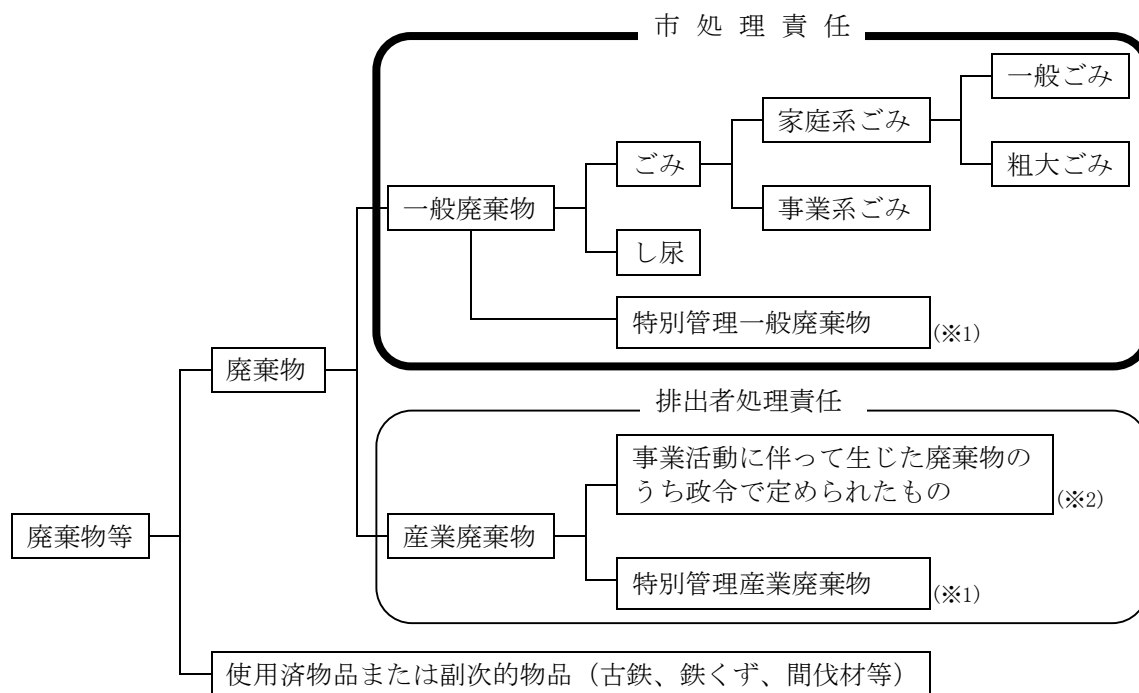 市 処 理 責 任
一般ごみ
家庭系ごみ
ごみ
粗大ごみ
一般廃棄物
事業系ごみ
し尿
特別管理一般廃棄物
(※1)
廃棄物
排出者処理責任
事業活動に伴って生じた廃棄物の
うち政令で定められたもの
(※2)
廃棄物等
産業廃棄物
特別管理産業廃棄物
(※1)
使用済物品または副次的物品（古鉄、鉄くず、間伐材等）